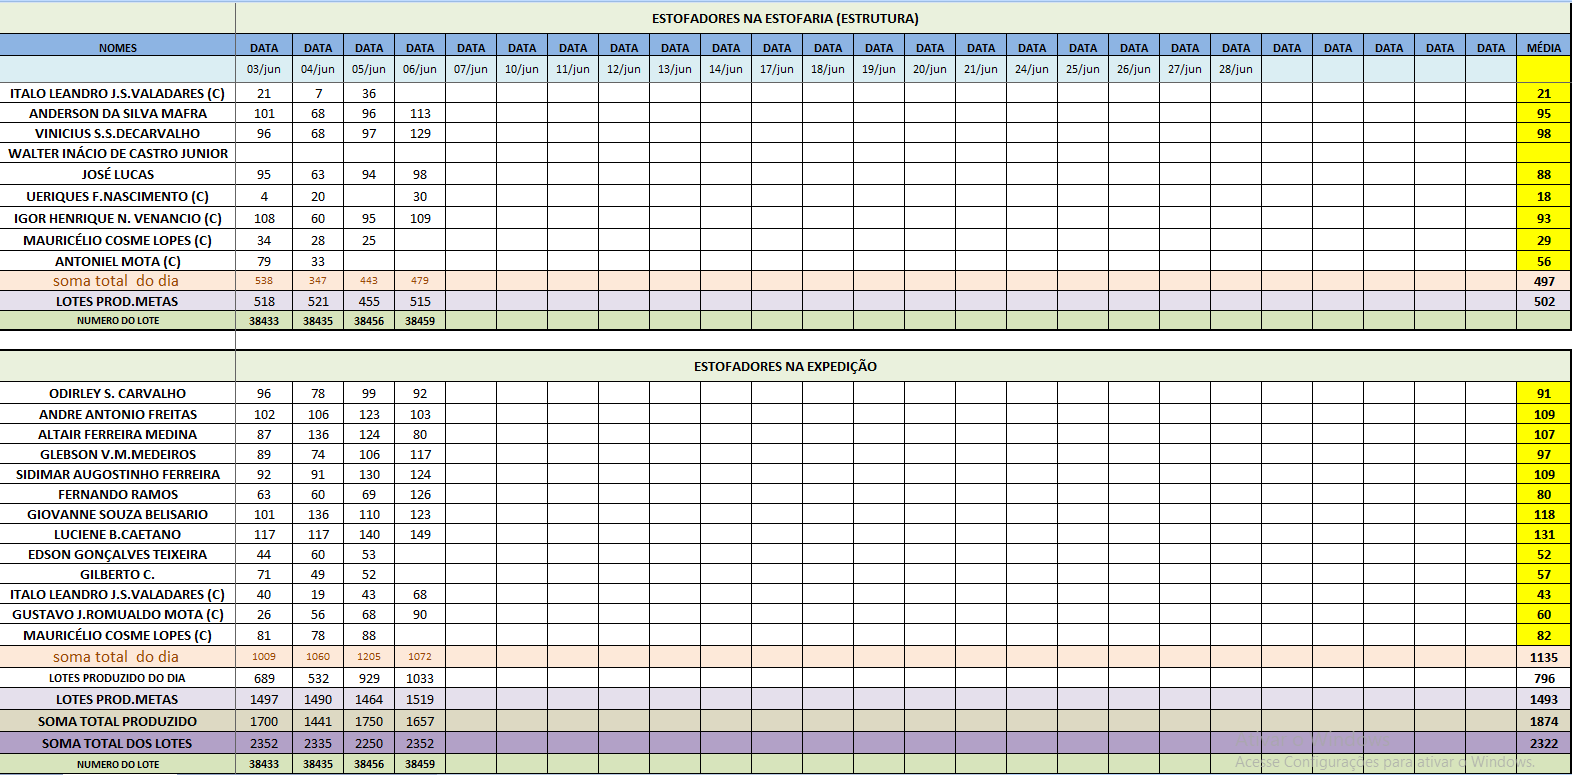 ESTOFADORES NA ESTOFARIA (ESTRUTURA)
NOMES DATA DATA DATA DATA DATA DATA DATA DATA DATA DATA DATA DATA DATA DATA DATA DATA DATA DATA DATA DATA DATA DATA DATA DATA DATA MÉDIA
03/jun 04/jun 05/jun 06/jun 07/jun 10/jun 11/jun 12/jun 13/jun 14/jun 17/jun 18/jun 19/jun 20/jun 21/jun 24/jun 25/jun 26/jun 27/jun 28/jun
ITALO LEANDRO J.S.VALADARES (C) 21 7 36 21
ANDERSON DA SILVA MAFRA 101 68 96 113 95
VINICIUS S.S.DECARVALHO 96 68 97 129 98
WALTER INÁCIO DE CASTRO JUNIOR
JOSÉ LUCAS 95 63 94 98 88
UERIQUES F.NASCIMENTO (C) 4 20 30 18
IGOR HENRIQUE N. VENANCIO (C) 108 60 95 109 93
MAURICÉLIO COSME LOPES (C) 34 28 25 29
ANTONIEL MOTA (C) 79 33 56
soma total do dia 538 347 443 479 497
LOTES PROD.METAS 518 521 455 515 502
NUMERO DO LOTE 38433 38435 38456 38459
ESTOFADORES NA EXPEDIÇÃO
ODIRLEY S. CARVALHO 96 78 99 92 91
ANDRE ANTONIO FREITAS 102 106 123 103 109
ALTAIR FERREIRA MEDINA 87 136 124 80 107
GLEBSON V.M.MEDEIROS 89 74 106 117 97
SIDIMAR AUGOSTINHO FERREIRA 92 91 130 124 109
FERNANDO RAMOS 63 60 69 126 80
GIOVANNE SOUZA BELISARIO 101 136 110 123 118
LUCIENE B.CAETANO 117 117 140 149 131
EDSON GONÇALVES TEIXEIRA 44 60 53 52
GILBERTO C. 71 49 52 57
ITALO LEANDRO J.S.VALADARES (C) 40 19 43 68 43
GUSTAVO J.ROMUALDO MOTA (C) 26 56 68 90 60
MAURICÉLIO COSME LOPES (C) 81 78 88 82
soma total do dia 1009 1060 1205 1072 1135
LOTES PRODUZIDO DO DIA 689 532 929 1033 796
LOTES PROD.METAS 1497 1490 1464 1519 1493
SOMA TOTAL PRODUZIDO 1700 1441 1750 1657 1874
SOMA TOTAL DOS LOTES 2352 2335 2250 2352 2322
NUMERO DO LOTE 38433 38435 38456 38459
Acesse Configurações para ativar o Windows.